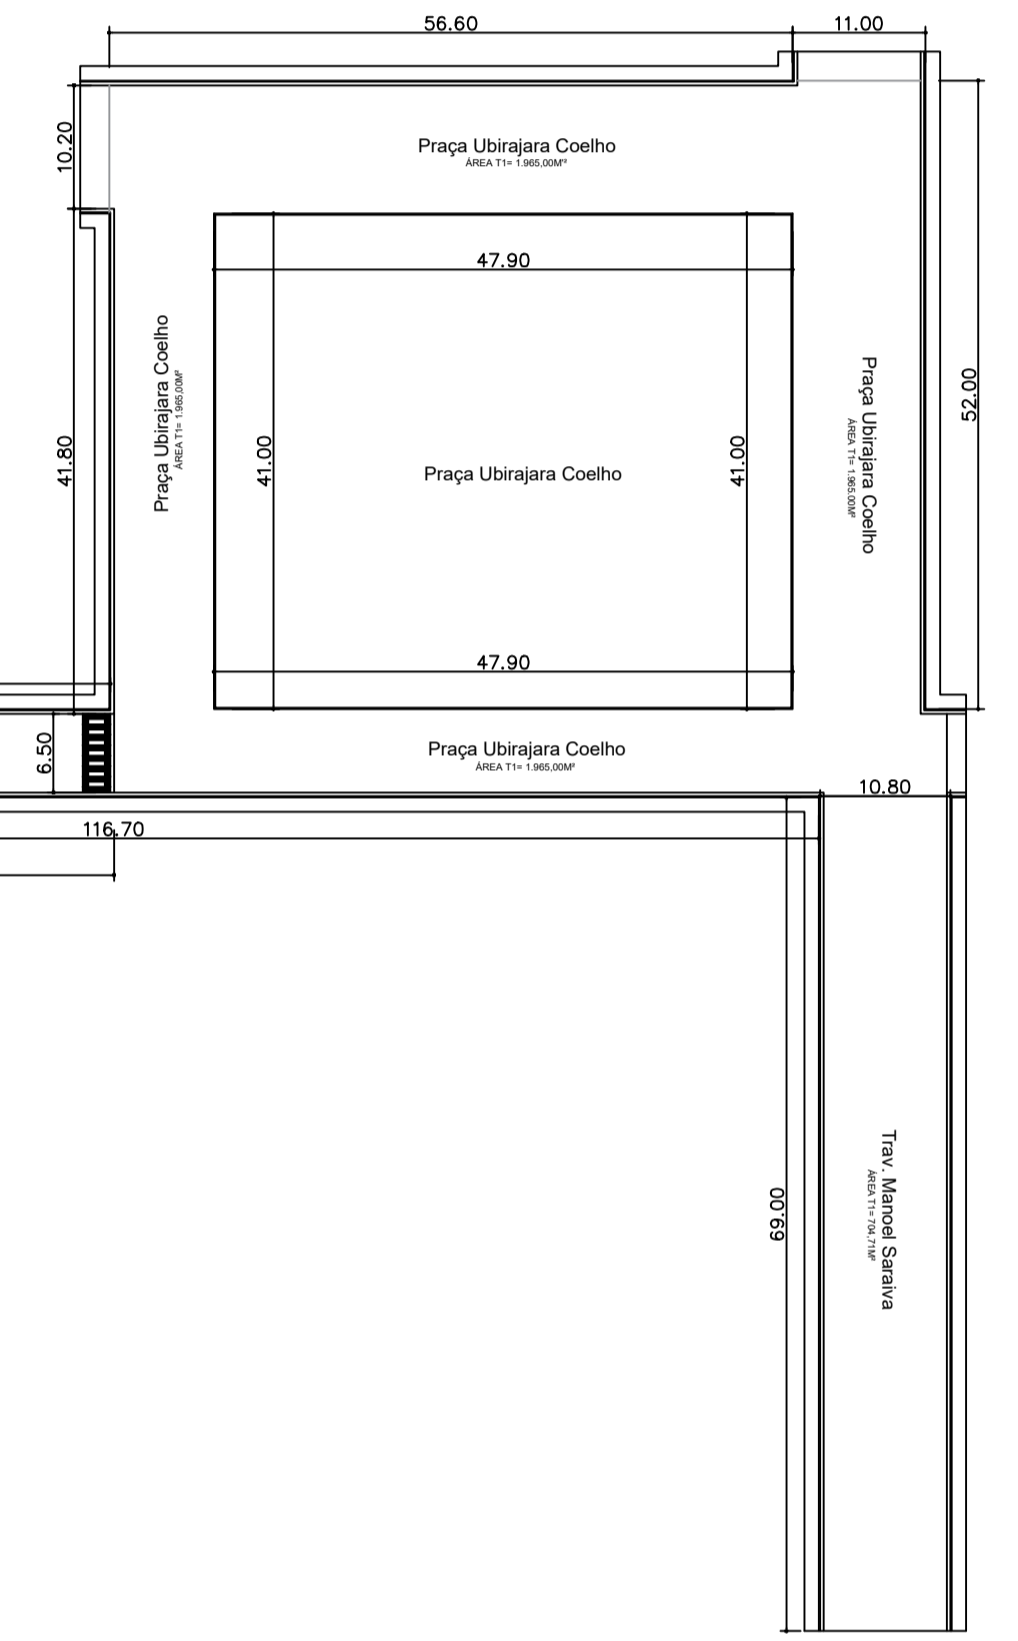 56.60
11.00
10.20
Praça Ubirajara Coelho
ÁREA T1= 1.965,00M²
47.90
41.80
Praça Ubirajara Coelho
ÁREA T1= 1.965,00M²
41.00
Praça Ubirajara Coelho
41.00
Praça Ubirajara Coelho
ÁREA T1= 1.965,00M²
52.00
47.90
6.50
Praça Ubirajara Coelho
ÁREA T1= 1.965,00M²
10.80
116.70
69.00
Trav. Manoel Saraiva
ÁREA T1= 704,71M²